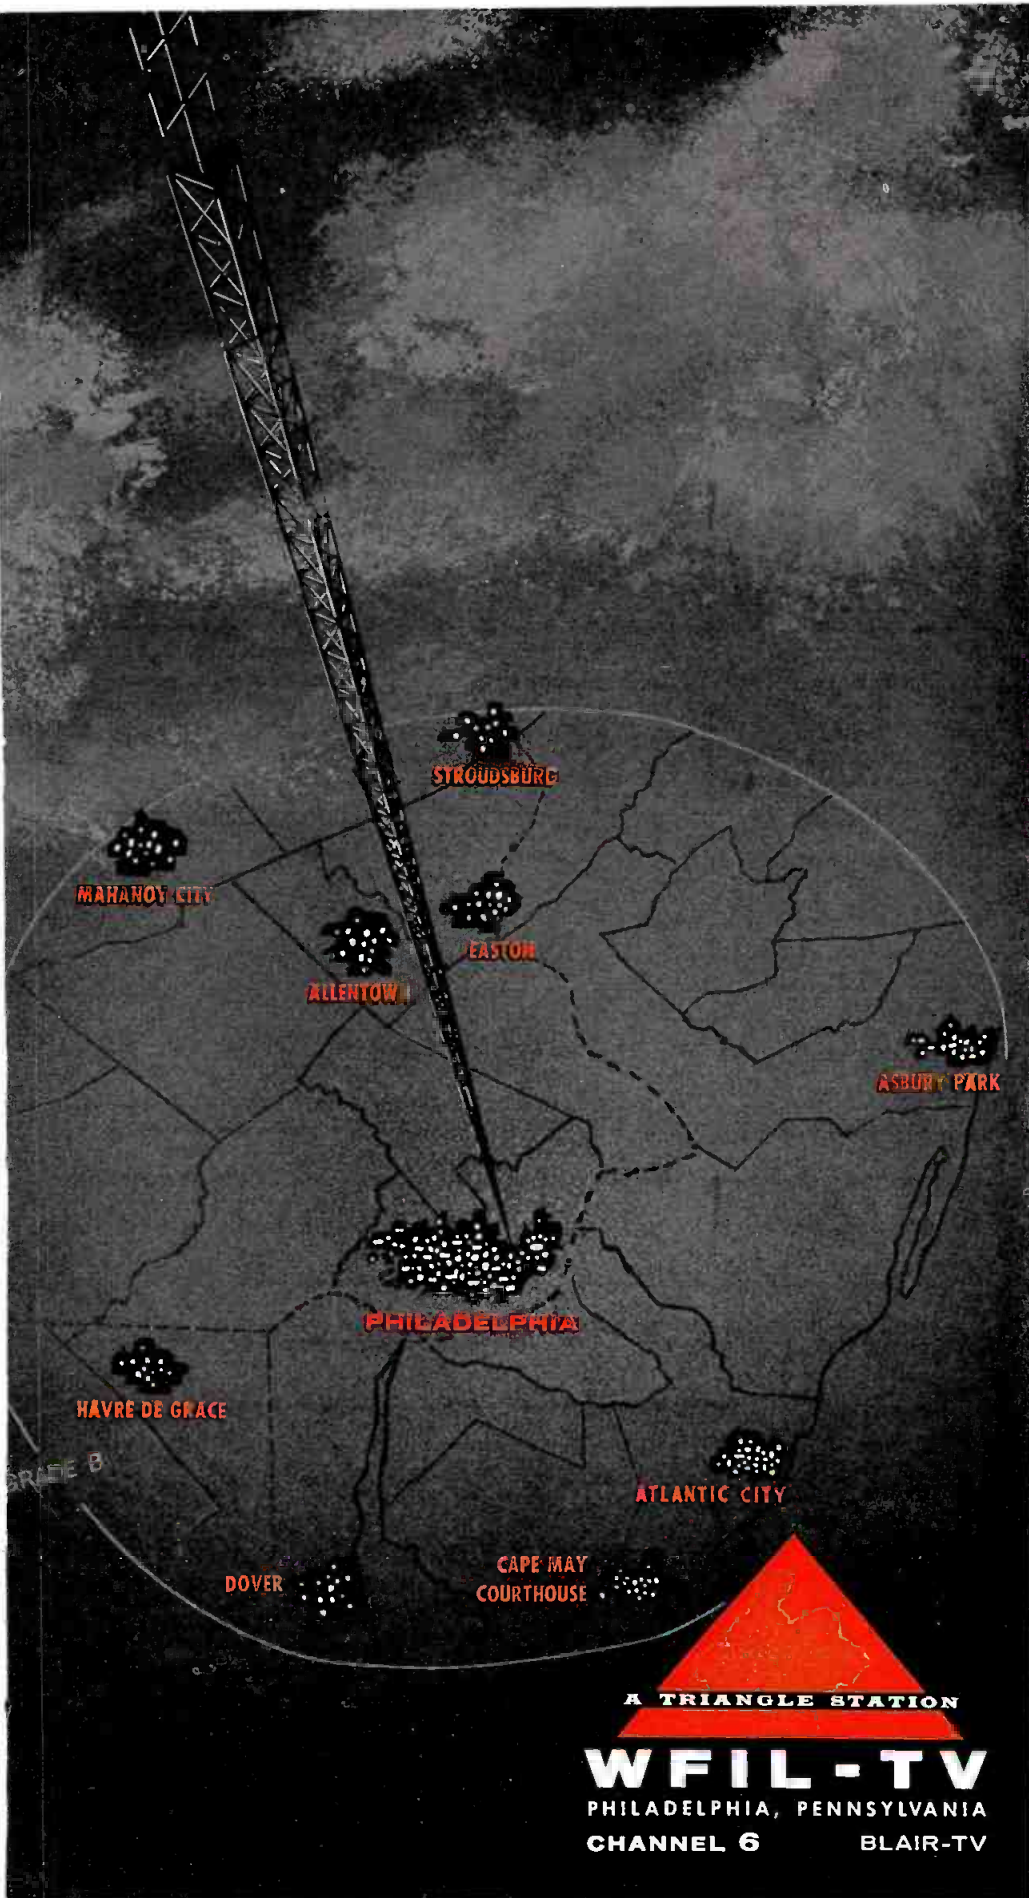 STROUDSBURG
MAHANOY CITY
EASTON
ALLENTOWN
ASBURY PARK
PHILADELPHIA
HAVRE DE GRACE
GRADE B
ATLANTIC CITY
CAPE MAY
COURTHOUSE
DOVER
A TRIANGLE STATION
WFIL-TV
PHILADELPHIA, PENNSYLVANIA
CHANNEL 6 BLAIR-TV